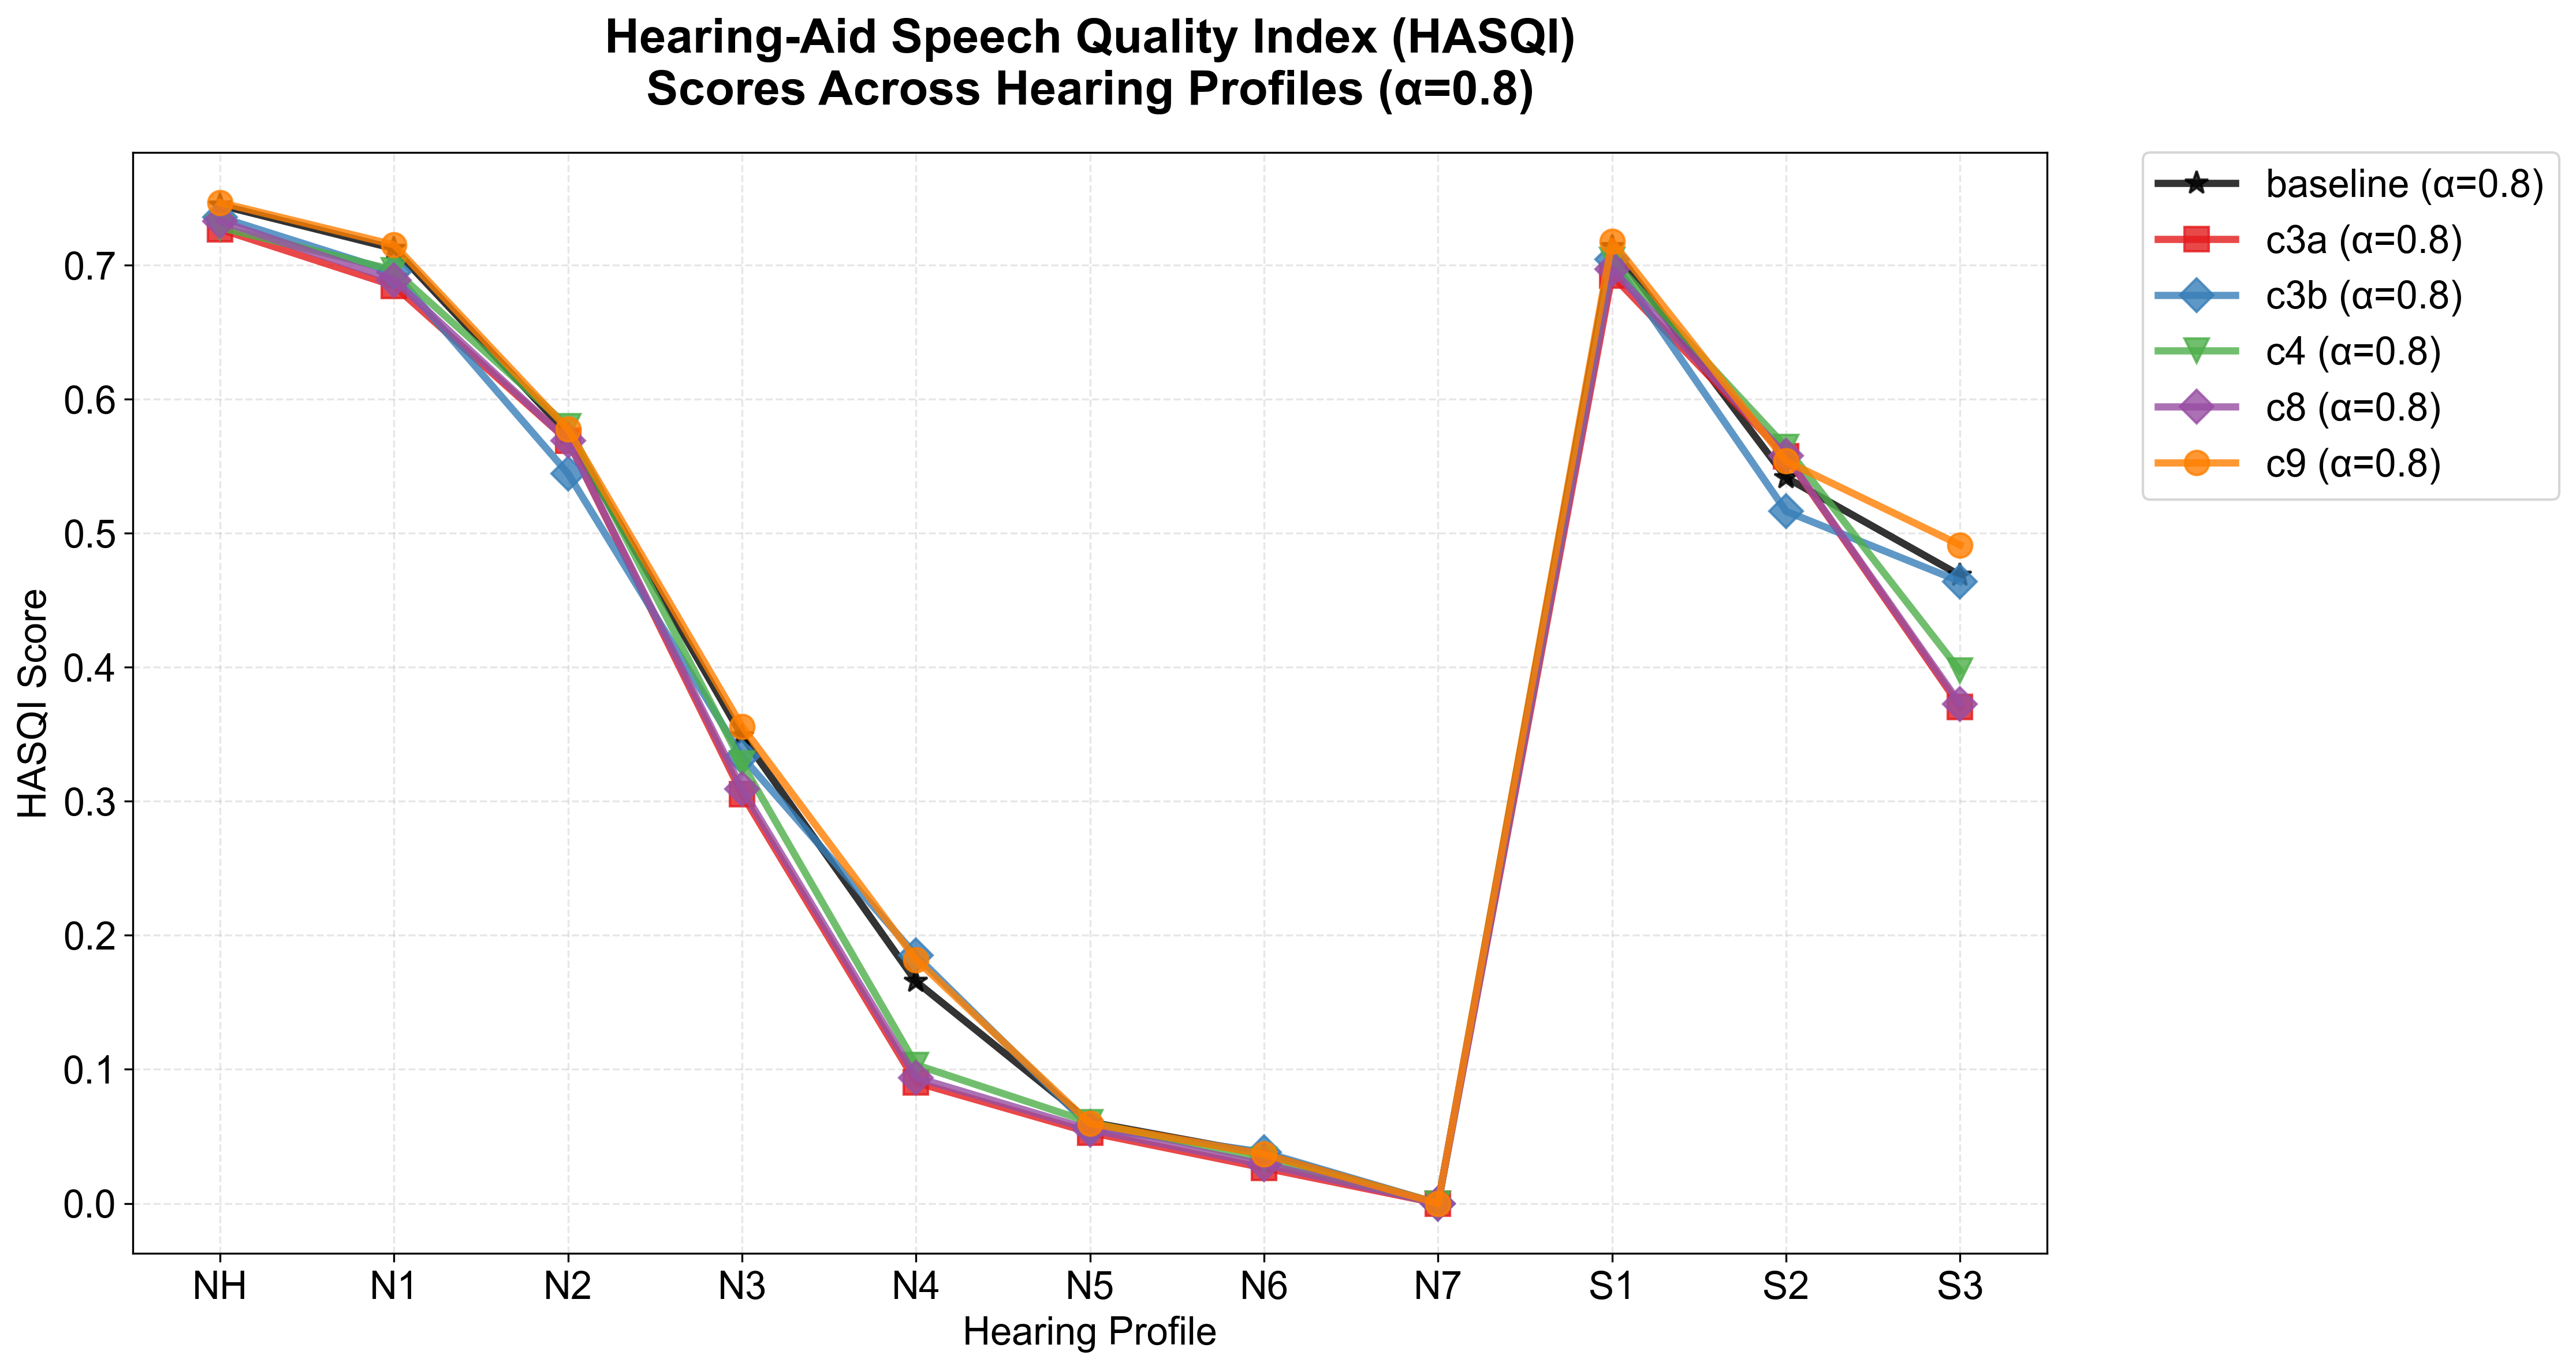 Hearing-Aid Speech Quality Index (HASQI)
Scores Across Hearing Profiles (α=0.8)
baseline (α=0.8)
c3a (α=0.8)
c3b (α=0.8)
c4 (α=0.8)
c8 (α=0.8)
c9 (α=0.8)
HASQI Score
0.7
0.6
0.5
0.4
0.3
0.2
0.1
0.0
NH N1 N2 N3 N4 N5 N6 N7 S1 S2 S3
Hearing Profile